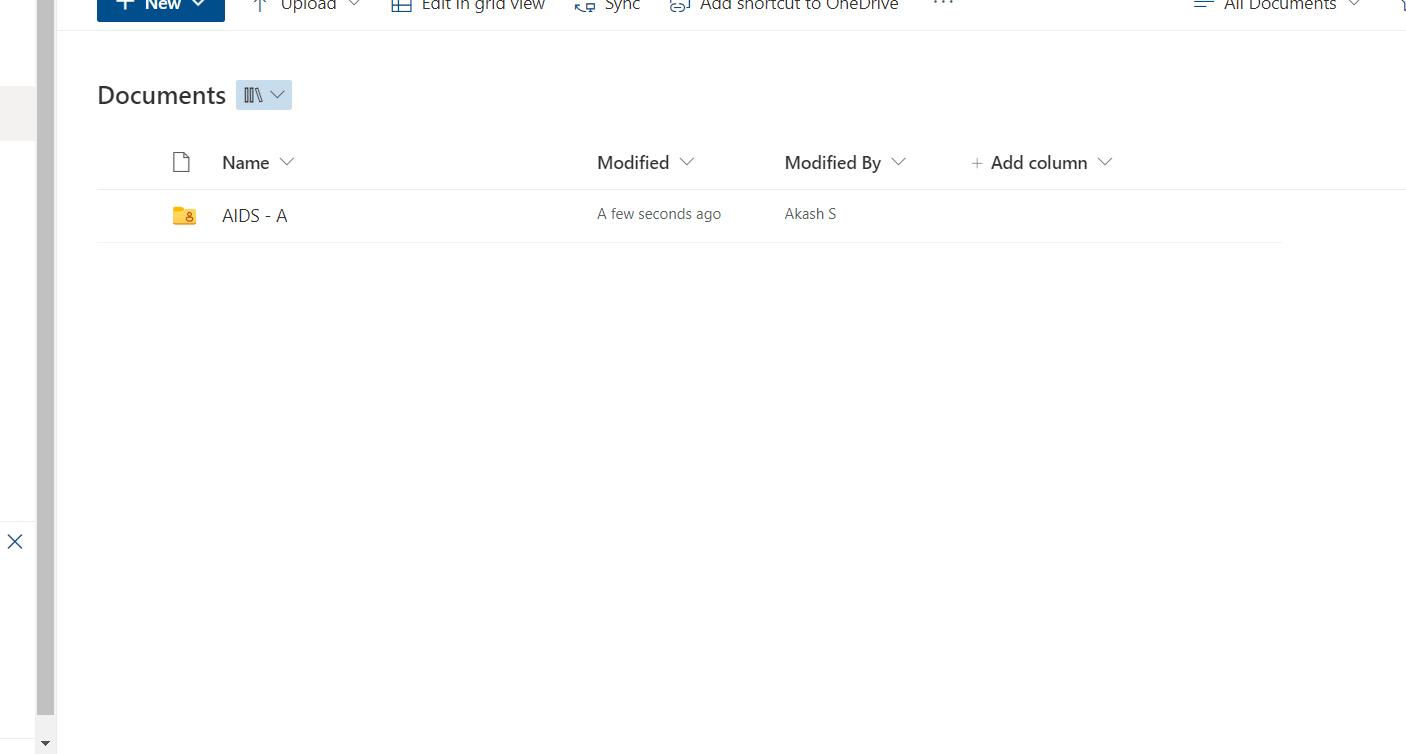 New Upload Edit in grid view Sync Add shortcut to OneDrive ... All Documents
Documents
Name Modified Modified By + Add column
AIDS - A A few seconds ago Akash S